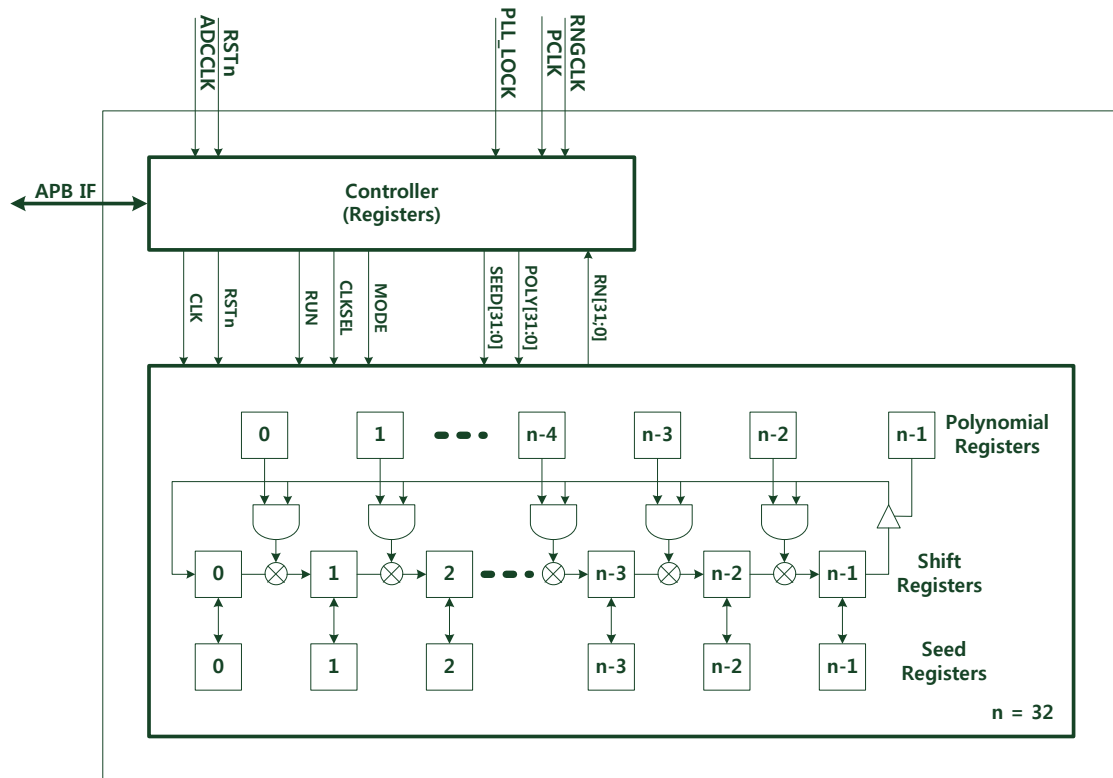 ADCCLK
RSTn
PLL_LOCK
PCLK
RNGCLK
APB IF
Controller
(Registers)
CLK
RSTn
RUN
CLKSEL
MODE
SEED[31:0]
POLY[31:0]
RN[31;0]
0
1
n-4
n-3
n-2
n-1
Polynomial
Registers
0
1
2
n-3
n-2
n-1
Shift
Registers
0
1
2
n-3
n-2
n-1
Seed
Registers
n = 32